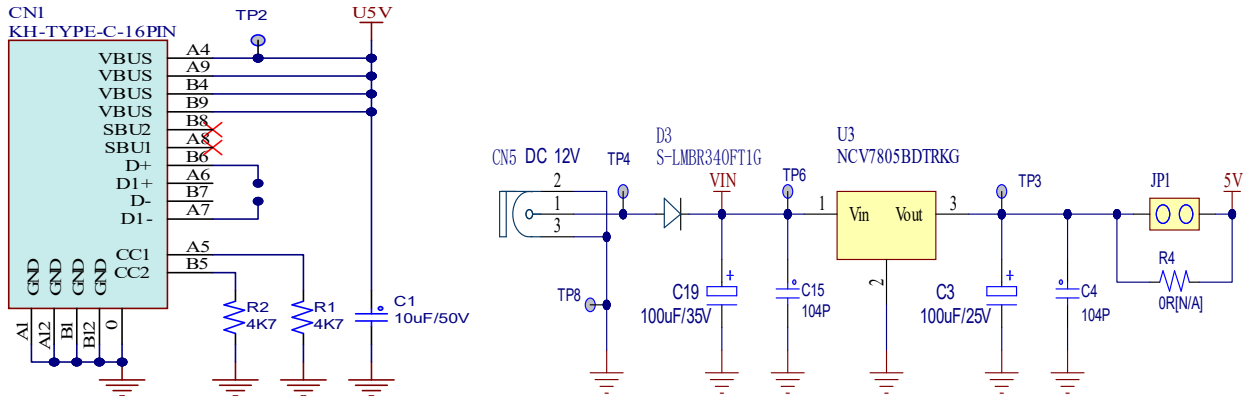 CN1
KH-TYPE-C-16PIN
TP2
U5V
VBUS A4
VBUS A9
VBUS B4
VBUS B9
SBU2 B8
SBU1 A8
D+ B6
D1+ A6
D- B7
D1- A7
CC1 A5
CC2 B5
GND GND GND GND
A1 A12 B1 B12 0
R2
4K7
R1
4K7
C1
10uF/50V
CN5 DC 12V
2
1
3
TP4
TP8
D3
S-LMBR340FT1G
VIN
TP6
C19
100uF/35V
C15
104P
U3
NCV7805BDTRKG
1 Vin Vout 3
2
TP3
C3
100uF/25V
C4
104P
JP1
5V
R4
0R[N/A]